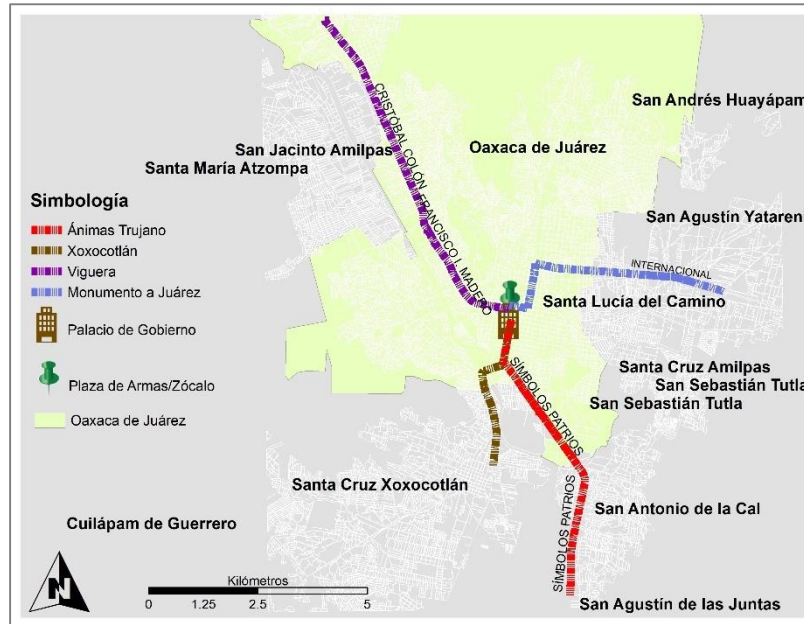 San Andrés Huayápam
San Jacinto Amilpas
Oaxaca de Juárez
Santa María Atzompa
CRISTÓBAL COLÓN
FRANCISCO I. MADERO
Simbología
Ánimas Trujano
Xoxocotlán
Viguera
Monumento a Juárez
Palacio de Gobierno
Plaza de Armas/Zócalo
Oaxaca de Juárez
San Agustín Yataren
INTERNACIONAL
Santa Lucía del Camino
Santa Cruz Amilpas
San Sebastián Tutla
San Sebastián Tutla
SÍMBOLOS PATRIOS
Santa Cruz Xoxocotlán
SÍMBOLOS PATRIOS
San Antonio de la Cal
Cuilápam de Guerrero
N
Kilómetros
0 1.25 2.5 5
San Agustín de las Juntas